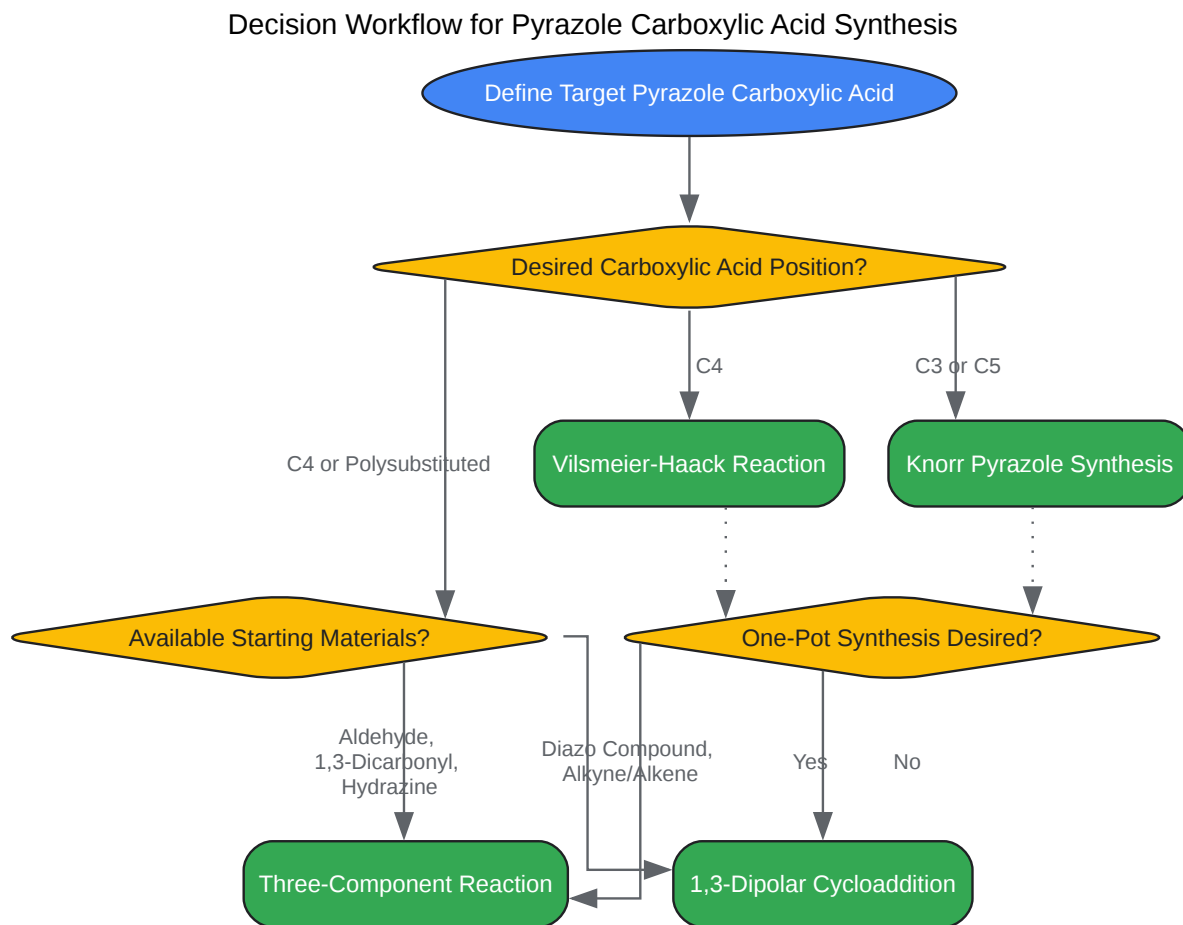 Decision Workflow for Pyrazole Carboxylic Acid Synthesis
Define Target Pyrazole Carboxylic Acid
Desired Carboxylic Acid Position?
C4
C3 or C5
C4 or Polysubstituted
Vilsmeier-Haack Reaction
Knorr Pyrazole Synthesis
Available Starting Materials?
One-Pot Synthesis Desired?
Aldehyde,
1,3-Dicarbonyl,
Hydrazine
Diazo Compound,
Alkyne/Alkene
Yes
No
Three-Component Reaction
1,3-Dipolar Cycloaddition